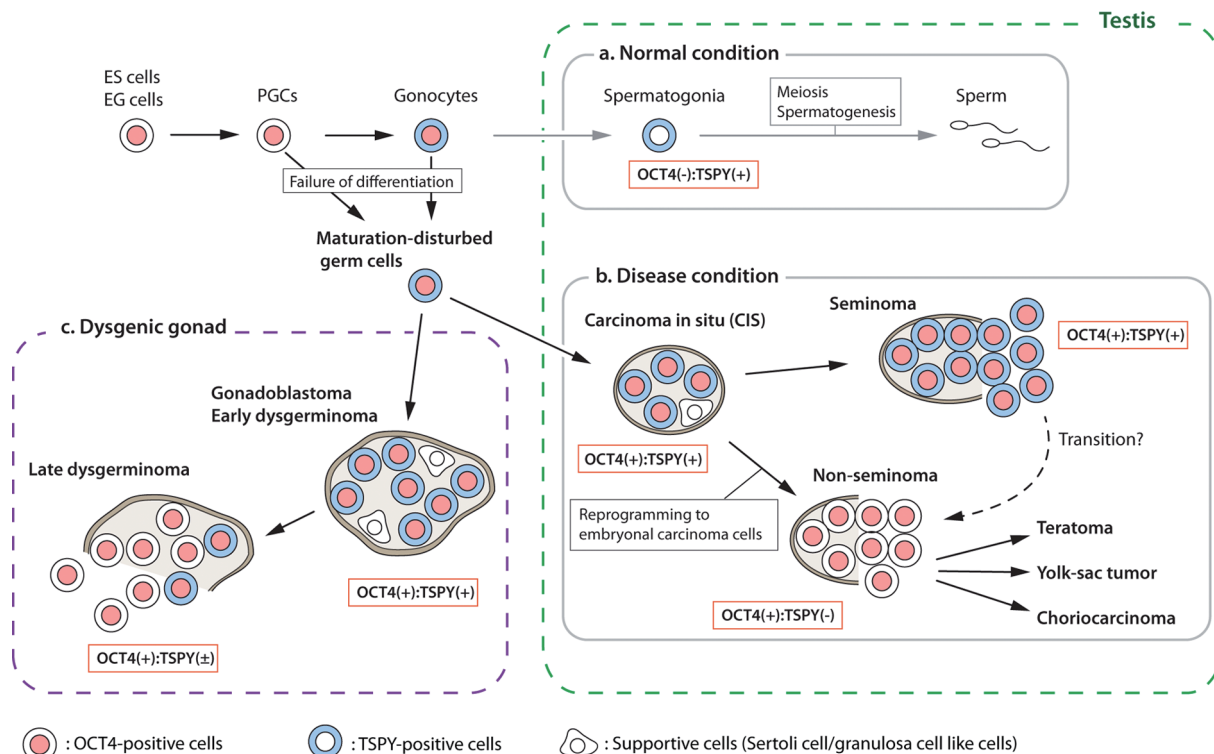 Testis
a. Normal condition
ES cells
EG cells
PGCs
Gonocytes
Spermatogonia
Meiosis
Spermatogenesis
Sperm
OCT4(-):TSPY(+)
Failure of differentiation
Maturation-disturbed
germ cells
b. Disease condition
Carcinoma in situ (CIS)
Seminoma
OCT4(+):TSPY(+)
OCT4(+):TSPY(+)
Transition?
Reprogramming to
embryonal carcinoma cells
Non-seminoma
OCT4(+):TSPY(-)
Teratoma
Yolk-sac tumor
Choriocarcinoma
c. Dysgenic gonad
Gonadoblastoma
Early dysgerminoma
OCT4(+):TSPY(+)
Late dysgerminoma
OCT4(+):TSPY(±)
: OCT4-positive cells
: TSPY-positive cells
: Supportive cells (Sertoli cell/granulosa cell like cells)